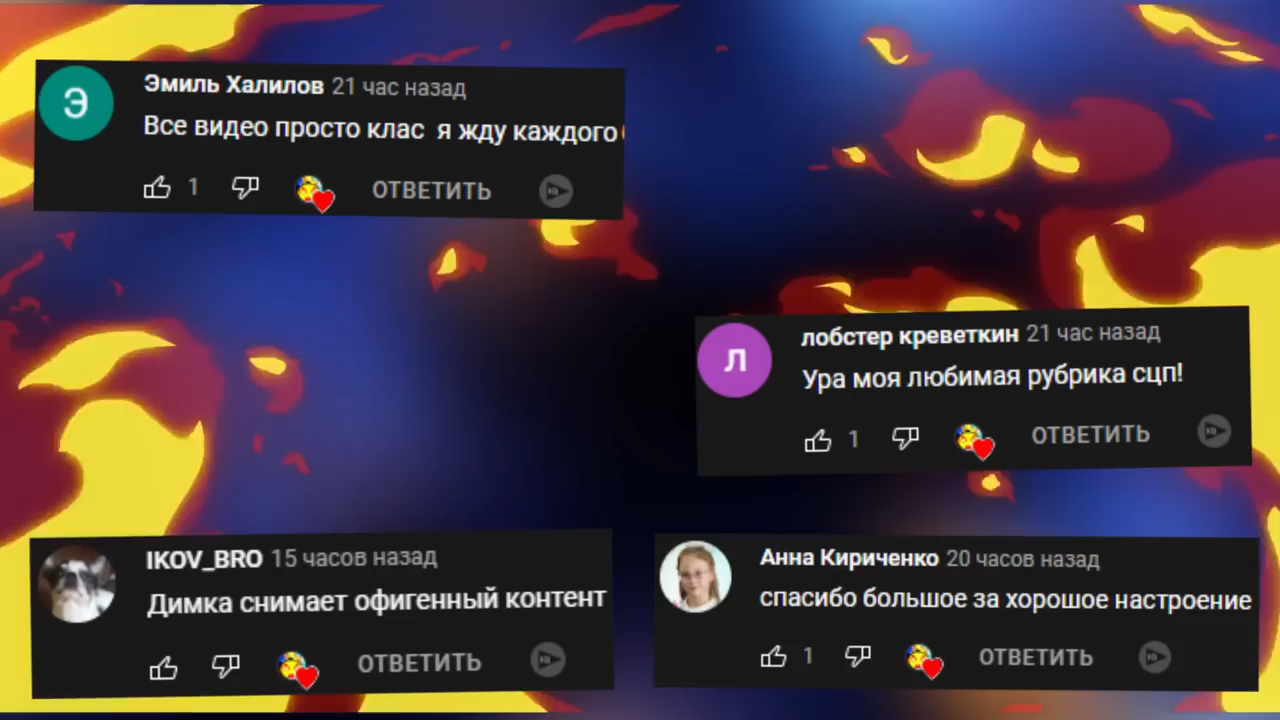 Э
Эмиль Халилов 21 час назад
Все видео просто клас я жду каждого
1 ОТВЕТИТЬ
Л
лобстер креветкин 21 час назад
Ура моя любимая рубрика сцп!
1 ОТВЕТИТЬ
IKOV_BRO 15 часов назад
Димка снимает офигенный контент
ОТВЕТИТЬ
Анна Кириченко 20 часов назад
спасибо большое за хорошое настроение
1 ОТВЕТИТЬ